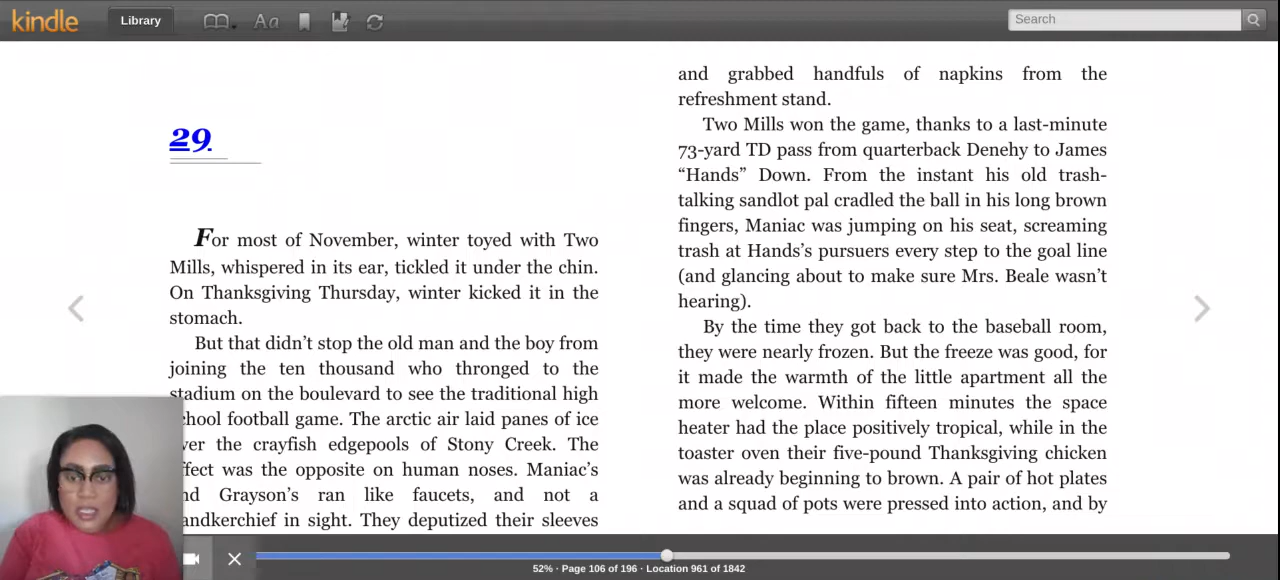 kindle
Library
Aa
Search
29
For most of November, winter toyed with Two
Mills, whispered in its ear, tickled it under the chin.
On Thanksgiving Thursday, winter kicked it in the
stomach.
But that didn't stop the old man and the boy from
joining the ten thousand who thronged to the
stadium on the boulevard to see the traditional high
chool football game. The arctic air laid panes of ice
ver the crayfish edgepools of Stony Creek. The
ffect was the opposite on human noses. Maniac's
nd Grayson's ran like faucets, and not a
andkerchief in sight. They deputized their sleeves
and grabbed handfuls of napkins from the
refreshment stand.
Two Mills won the game, thanks to a last-minute
73-yard TD pass from quarterback Denehy to James
“Hands” Down. From the instant his old trash-
talking sandlot pal cradled the ball in his long brown
fingers, Maniac was jumping on his seat, screaming
trash at Hands's pursuers every step to the goal line
(and glancing about to make sure Mrs. Beale wasn't
hearing).
By the time they got back to the baseball room,
they were nearly frozen. But the freeze was good, for
it made the warmth of the little apartment all the
more welcome. Within fifteen minutes the space
heater had the place positively tropical, while in the
toaster oven their five-pound Thanksgiving chicken
was already beginning to brown. A pair of hot plates
and a squad of pots were pressed into action, and by
52% · Page 106 of 196 · Location 961 of 1842